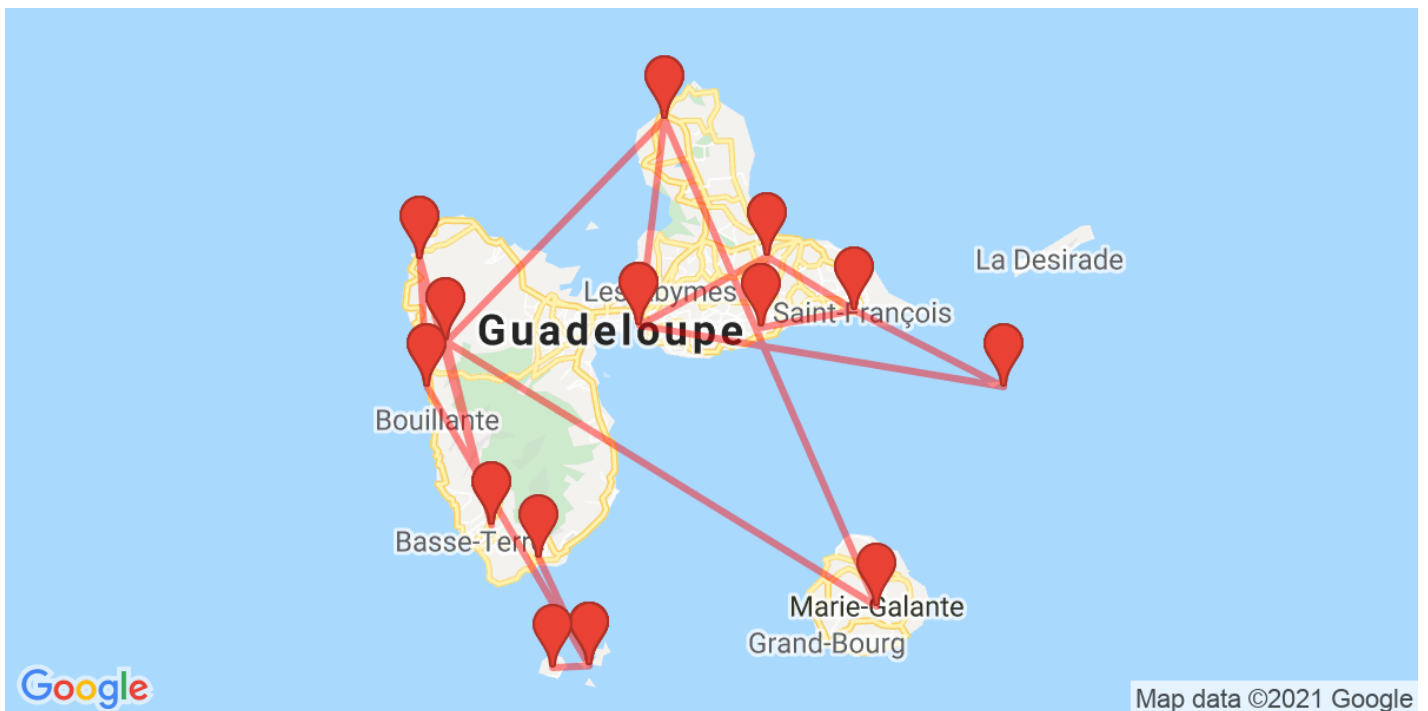 La Desirade
Les Abymes
Saint-François
Guadeloupe
Bouillante
Basse-Terre
Marie-Galante
Grand-Bourg
Google
Map data ©2021 Google